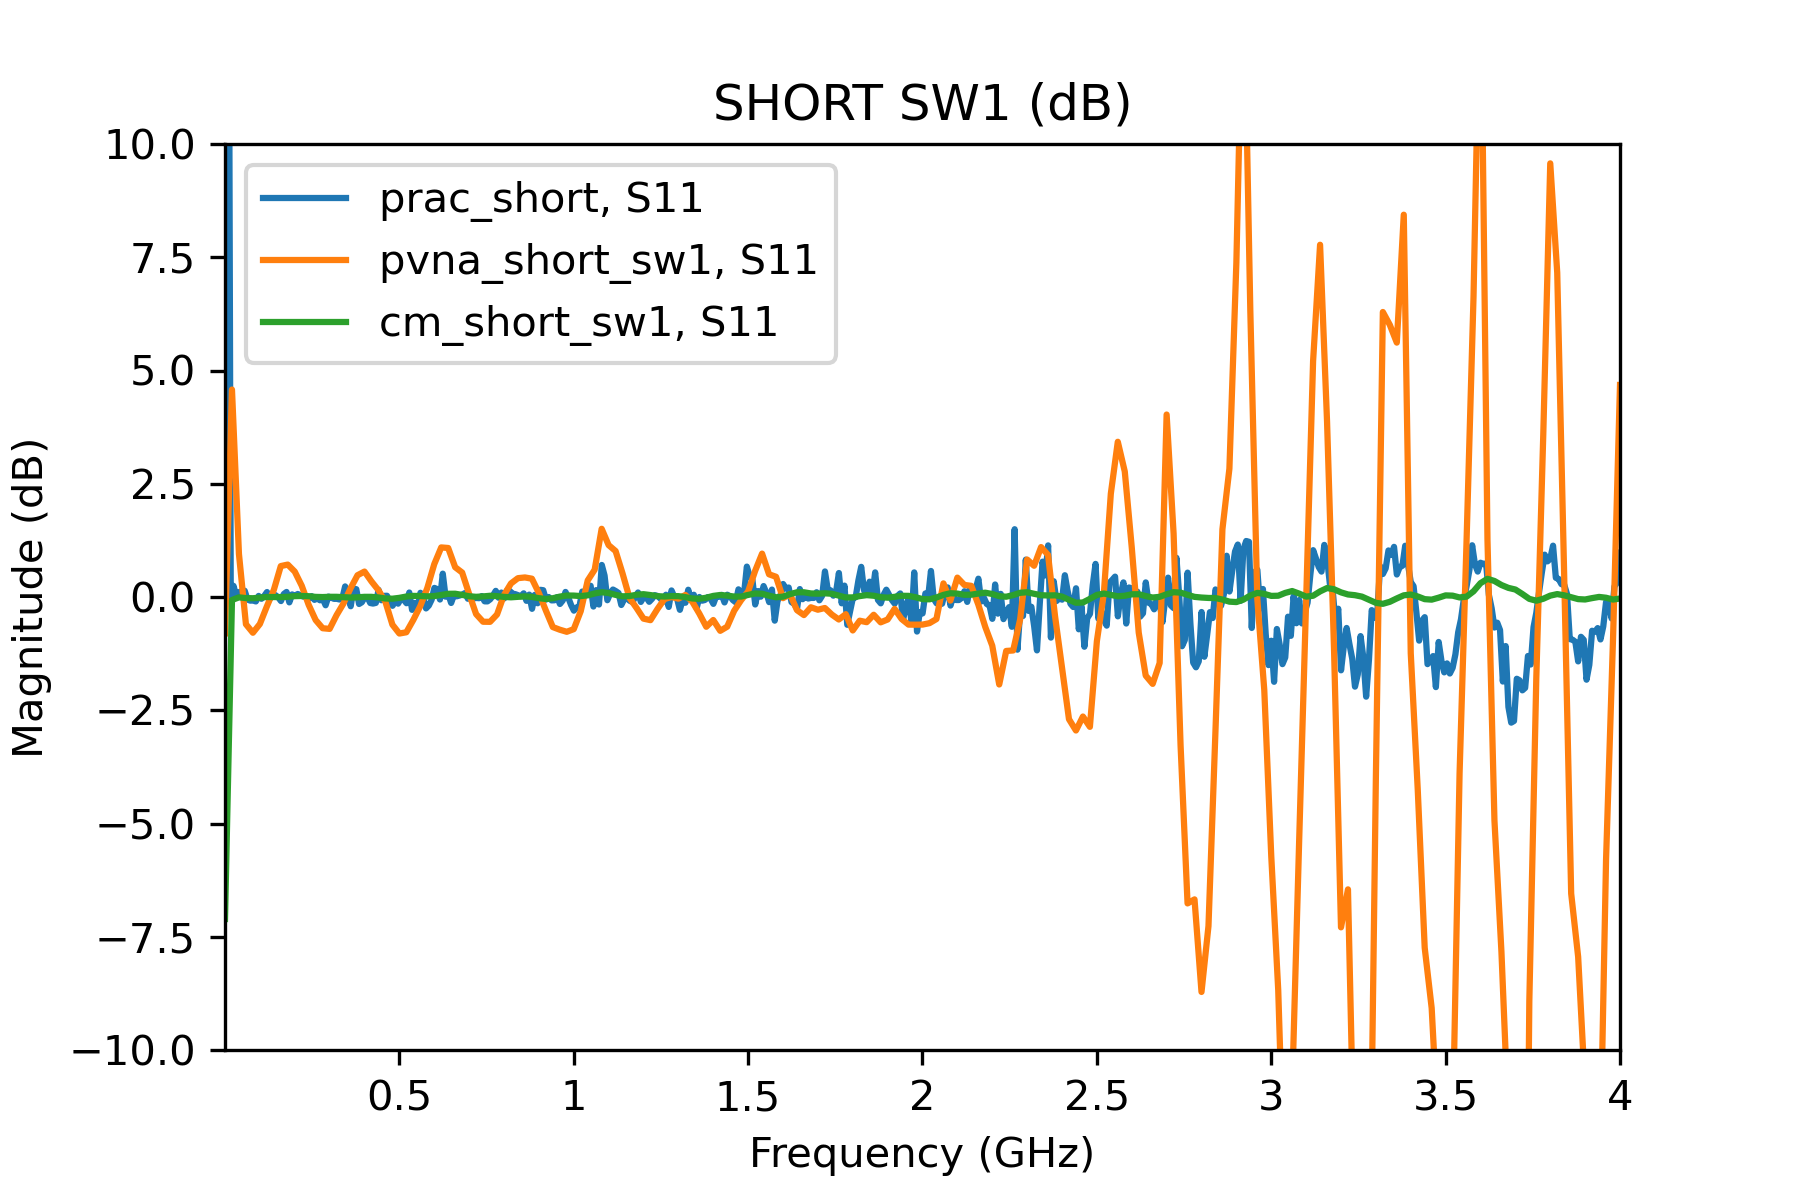 SHORT SW1 (dB)
10.0
7.5
5.0
2.5
0.0
−2.5
−5.0
−7.5
−10.0
Magnitude (dB)
prac_short, S11
pvna_short_sw1, S11
cm_short_sw1, S11
0.5 1 1.5 2 2.5 3 3.5 4
Frequency (GHz)